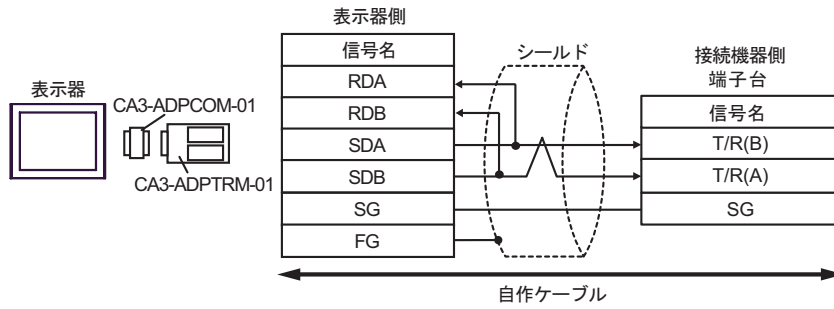 表示器
CA3-ADPCOM-01
CA3-ADPTRM-01
表示器側
信号名
RDA
RDB
SDA
SDB
SG
FG
シールド
接続機器側
端子台
信号名
T/R(B)
T/R(A)
SG
自作ケーブル